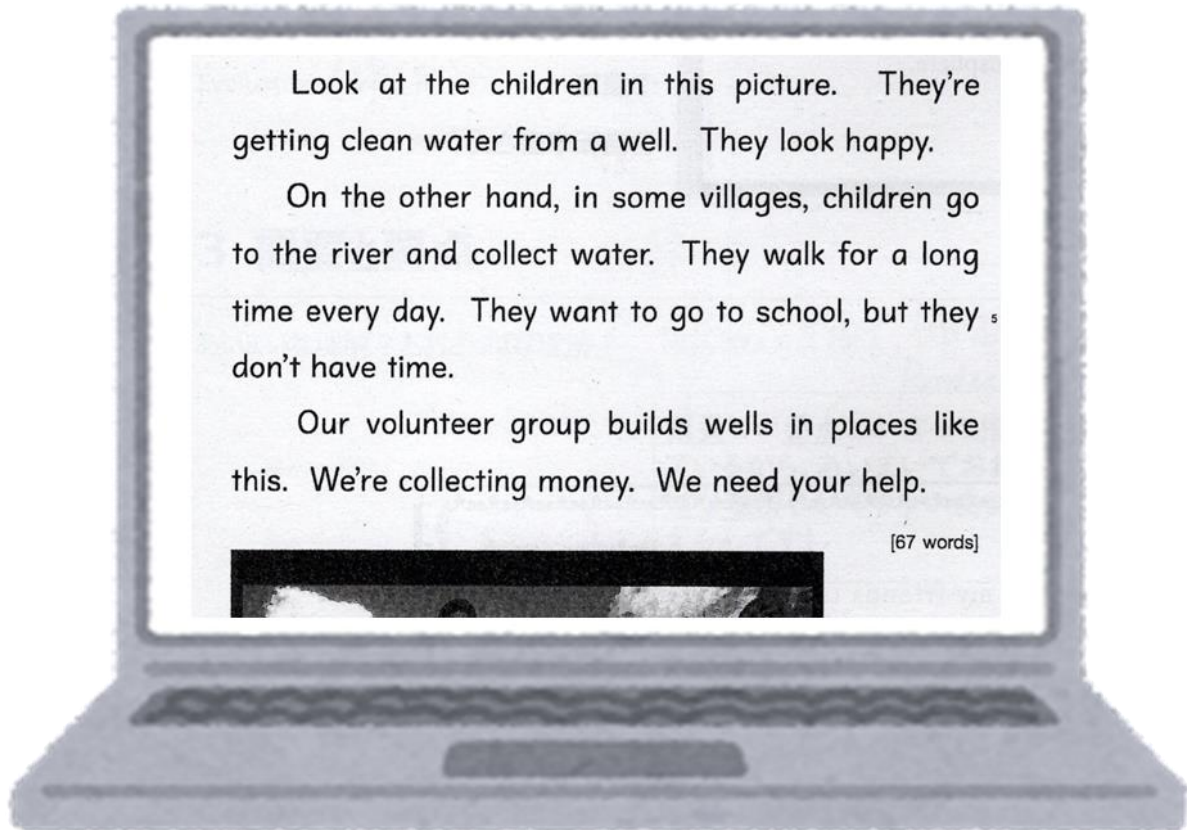 Look at the children in this picture. They're
getting clean water from a well. They look happy.
On the other hand, in some villages, children go
to the river and collect water. They walk for a long
time every day. They want to go to school, but they 5
don't have time.
Our volunteer group builds wells in places like
this. We're collecting money. We need your help.
[67 words]